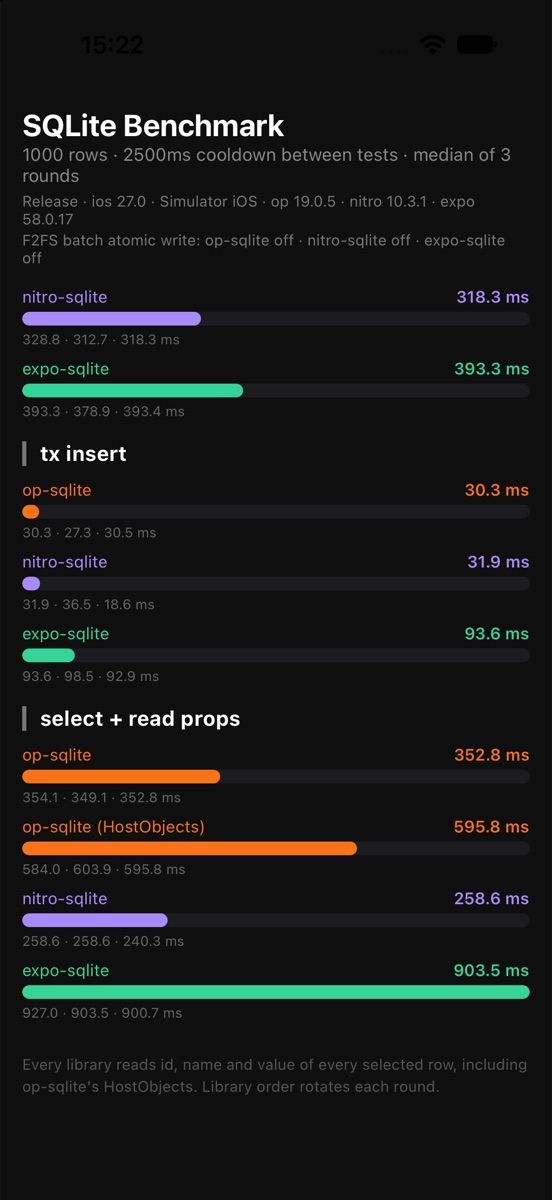 15:22
SQLite Benchmark
1000 rows · 2500ms cooldown between tests · median of 3
rounds
Release · ios 27.0 · Simulator iOS · op 19.0.5 · nitro 10.3.1 · expo
58.0.17
F2FS batch atomic write: op-sqlite off · nitro-sqlite off · expo-sqlite
off
nitro-sqlite 318.3 ms
328.8 · 312.7 · 318.3 ms
expo-sqlite 393.3 ms
393.3 · 378.9 · 393.4 ms
tx insert
op-sqlite 30.3 ms
30.3 · 27.3 · 30.5 ms
nitro-sqlite 31.9 ms
31.9 · 36.5 · 18.6 ms
expo-sqlite 93.6 ms
93.6 · 98.5 · 92.9 ms
select + read props
op-sqlite 352.8 ms
354.1 · 349.1 · 352.8 ms
op-sqlite (HostObjects) 595.8 ms
584.0 · 603.9 · 595.8 ms
nitro-sqlite 258.6 ms
258.6 · 258.6 · 240.3 ms
expo-sqlite 903.5 ms
927.0 · 903.5 · 900.7 ms
Every library reads id, name and value of every selected row, including
op-sqlite's HostObjects. Library order rotates each round.